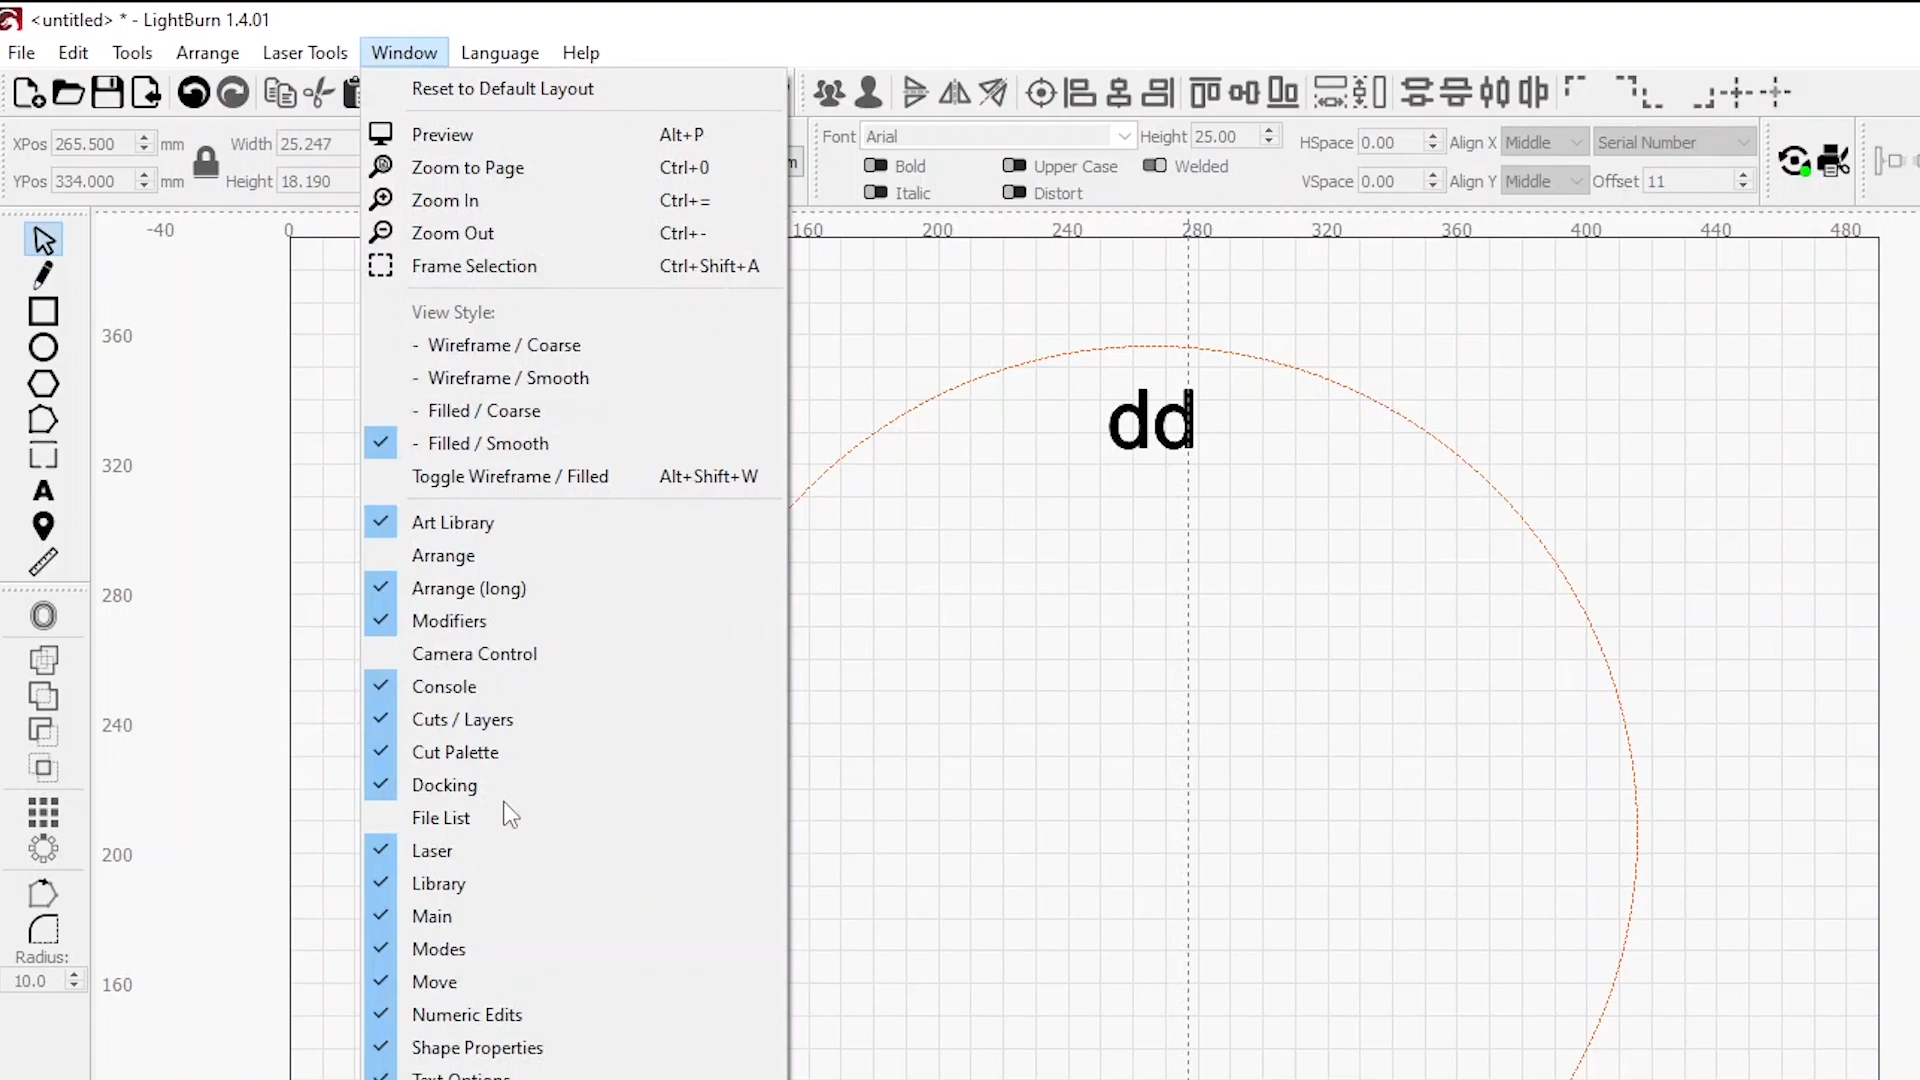 <untitled> * - LightBurn 1.4.01
File Edit Tools Arrange Laser Tools Window Language Help
Reset to Default Layout
Preview Alt+P
Zoom to Page Ctrl+0
Zoom In Ctrl+=
Zoom Out Ctrl+-
Frame Selection Ctrl+Shift+A
View Style:
- Wireframe / Coarse
- Wireframe / Smooth
- Filled / Coarse
- Filled / Smooth
Toggle Wireframe / Filled Alt+Shift+W
Art Library
Arrange
Arrange (long)
Modifiers
Camera Control
Console
Cuts / Layers
Cut Palette
Docking
File List
Laser
Library
Main
Modes
Move
Numeric Edits
Shape Properties
Text Options
XPos 265.500 mm Width 25.247
YPos 334.000 mm Height 18.190
m
Font Arial Height 25.00
Bold Upper Case Welded
Italic Distort
HSpace 0.00 Align X Middle Serial Number
VSpace 0.00 Align Y Middle Offset 11
-40 0 160 200 240 280 320 360 400 440 480
360
320
280
240
200
160
dd
Radius:
10.0